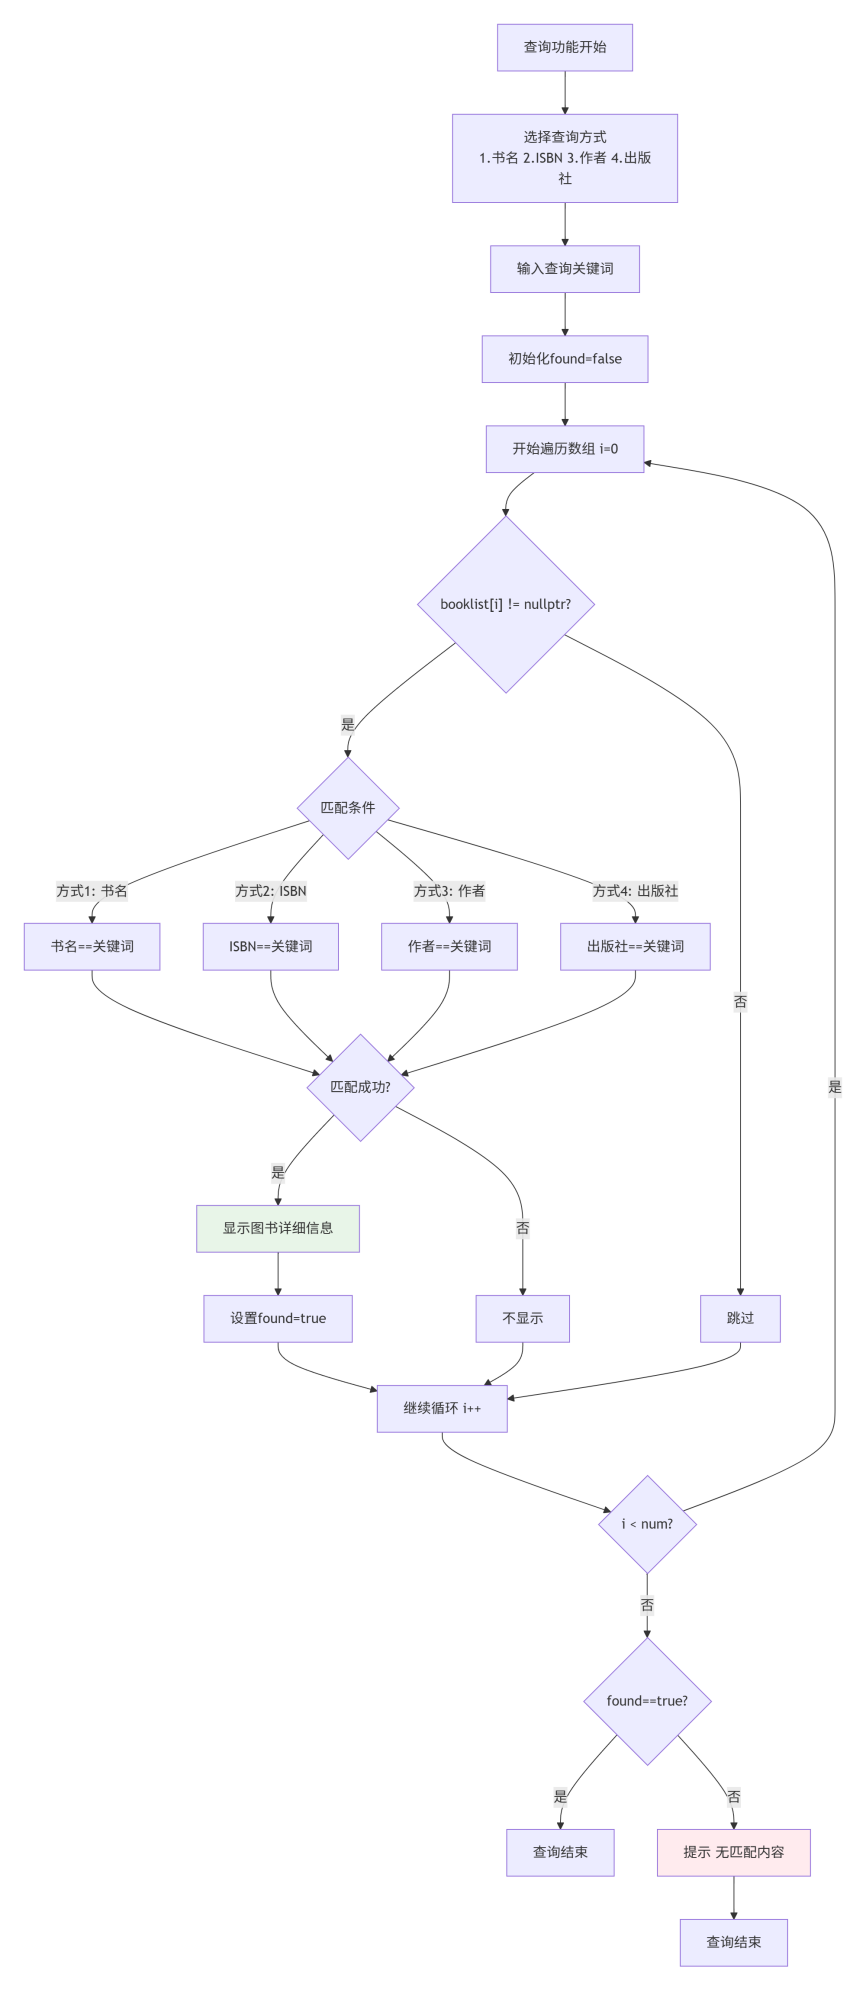 查询功能开始
选择查询方式
1.书名 2.ISBN 3.作者 4.出版
社
输入查询关键词
初始化found=false
开始遍历数组 i=0
booklist[i] != nullptr?
是
匹配条件
方式1: 书名
方式2: ISBN
方式3: 作者
方式4: 出版社
书名==关键词
ISBN==关键词
作者==关键词
出版社==关键词
否
匹配成功?
是
是
显示图书详细信息
否
设置found=true
不显示
跳过
继续循环 i++
i < num?
否
found==true?
是
否
查询结束
提示 无匹配内容
查询结束